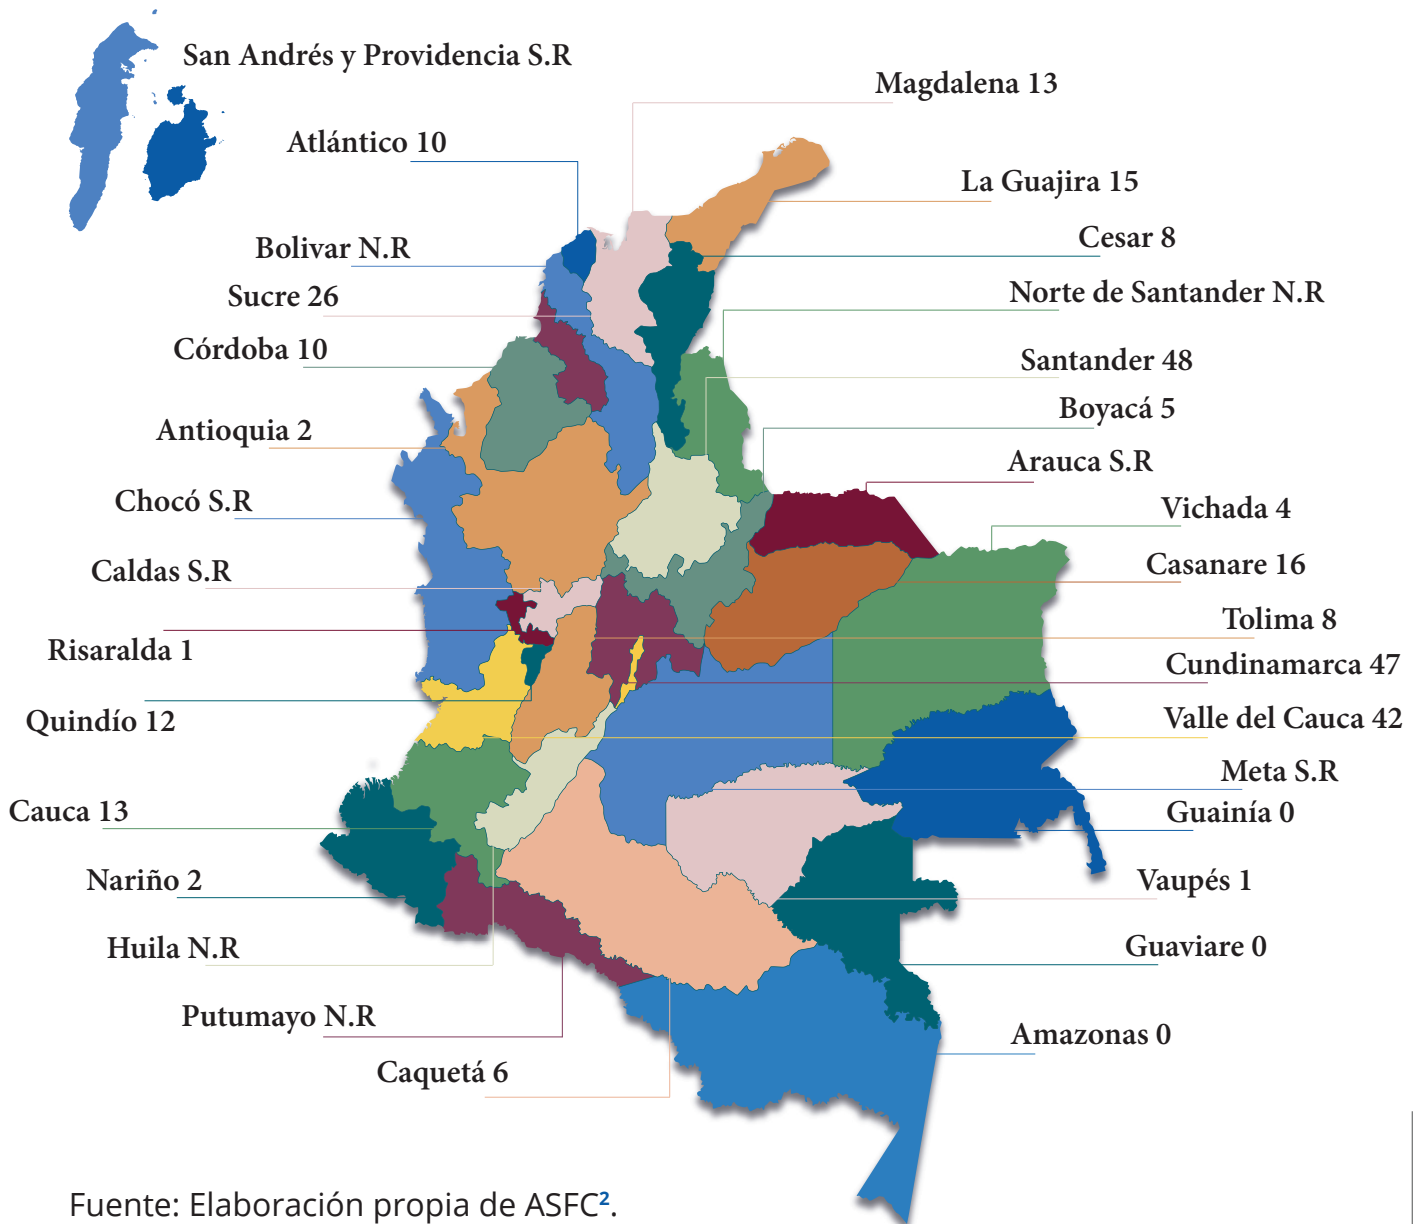 San Andrés y Providencia S.R
Magdalena 13
Atlántico 10
La Guajira 15
Bolivar N.R
Cesar 8
Sucre 26
Norte de Santander N.R
Córdoba 10
Santander 48
Boyacá 5
Antioquia 2
Arauca S.R
Chocó S.R
Vichada 4
Caldas S.R
Casanare 16
Tolima 8
Risaralda 1
Cundinamarca 47
Quindío 12
Valle del Cauca 42
Meta S.R
Cauca 13
Guainía 0
Nariño 2
Vaupés 1
Huila N.R
Guaviare 0
Putumayo N.R
Amazonas 0
Caquetá 6
Fuente: Elaboración propia de ASFC².